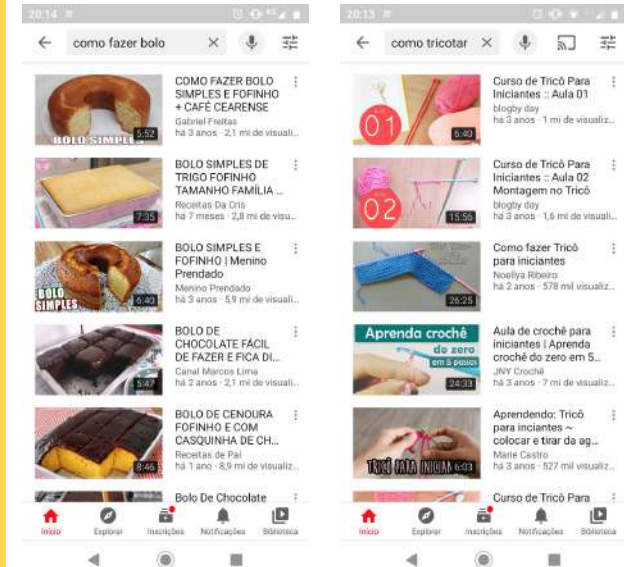 20:14
como fazer bolo
COMO FAZER BOLO
SIMPLES E FOFINHO
+ CAFÉ CEARENSE
Gabriel Freitas
há 3 anos · 2,1 mi de visuali...
BOLO SIMPLES
5:52
BOLO SIMPLES DE
TRIGO FOFINHO
TAMANHO FAMÍLIA ...
Receitas Da Cris
há 7 meses · 2,8 mi de visu...
7:35
BOLO SIMPLES E
FOFINHO | Menino
Prendado
Menino Prendado
há 3 anos · 5,9 mi de visuali...
BOLO
SIMPLES
6:40
BOLO DE
CHOCOLATE FÁCIL
DE FAZER E FICA DI...
Canal Marcos Lima
há 2 anos · 2,1 mi de visuali...
5:47
BOLO DE CENOURA
FOFINHO E COM
CASQUINHA DE CH...
Receitas de Pai
há 1 ano · 8,9 mi de visualiz...
8:46
Bolo De Chocolate
Início
Explorar
Inscrições
Notificações
Biblioteca
20:13
como tricotar
Curso de Tricô Para
Iniciantes :: Aula 01
blogby day
há 3 anos · 1 mi de visualiz...
01
6:40
Curso de Tricô Para
Iniciantes :: Aula 02
Montagem no Tricô
blogby day
há 3 anos · 1,6 mi de visuali...
02
15:56
Como fazer Tricô
para iniciantes
Noeliya Ribeiro
há 2 anos · 578 mil visualiz...
26:25
Aprenda crochê
do zero
em 5 passos
24:33
Aula de crochê para
iniciantes | Aprenda
crochê do zero em 5...
JNY Crochê
há 3 anos · 7 mi de visualiz...
Aprendendo: Tricô
para inciantes ~
colocar e tirar da ag...
Marie Castro
há 3 anos · 527 mil visualiz...
TRICÔ PARA
6:03
Curso de Tricô Para
Início
Explorar
Inscrições
Notificações
Biblioteca